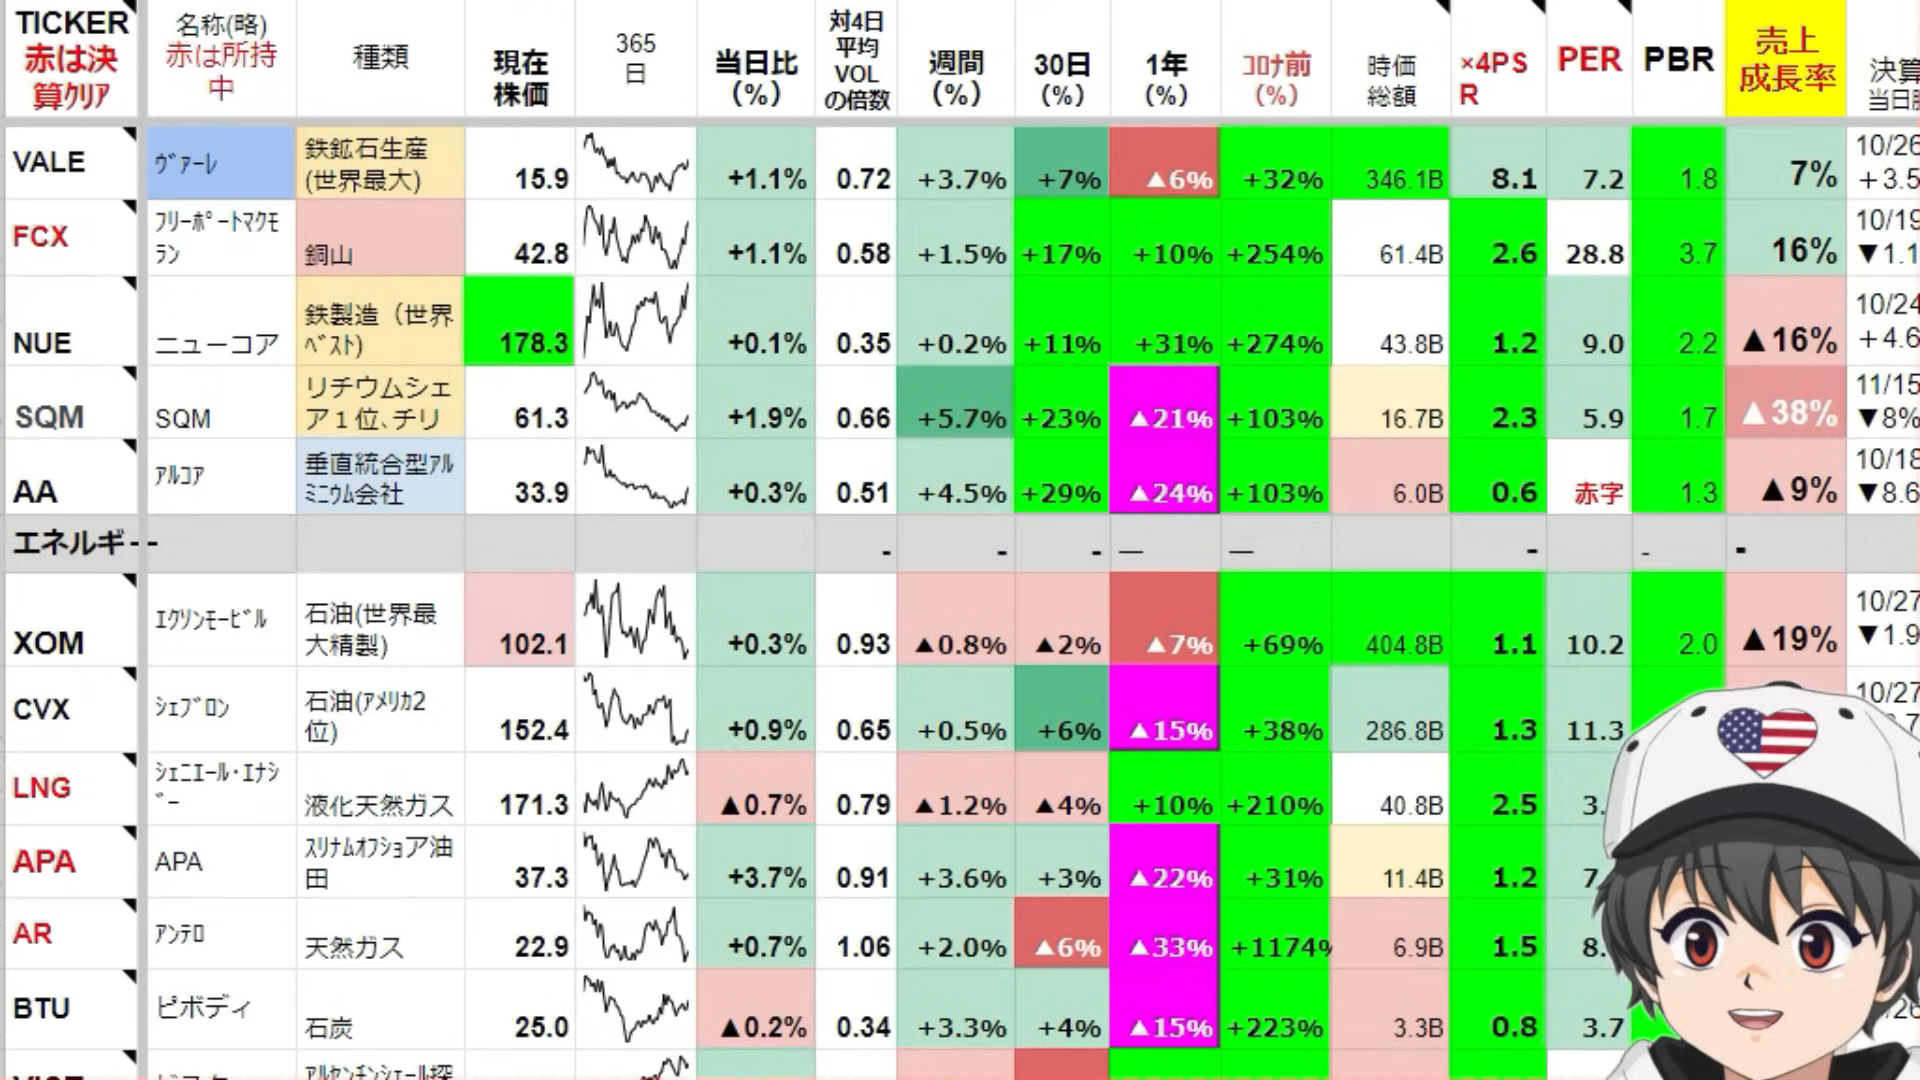 TICKER
赤は決
算ｸﾘｱ
名称(略)
赤は所持
中
種類
現在
株価
365
日
当日比
(%)
対4日
平均
VOL
の倍数
週間
(%)
30日
(%)
1年
(%)
ｺﾛﾅ前
(%)
時価
総額
×4PS
R
PER
PBR
売上
成長率
決算
VALE
ｳﾞｧｰﾚ
鉄鉱石生産
(世界最大)
15.9
+1.1%
0.72
+3.7%
+7%
▲6%
+32%
346.1B
8.1
7.2
1.8
7%
10/26
FCX
ﾌﾘｰﾎﾟｰﾄﾏｸﾓ
ﾗﾝ
銅山
42.8
+1.1%
0.58
+1.5%
+17%
+10%
+254%
61.4B
2.6
28.8
3.7
16%
10/19
▼1.1
NUE
ニューコア
鉄製造（世界
ﾍﾞｽﾄ)
178.3
+0.1%
0.35
+0.2%
+11%
+31%
+274%
43.8B
1.2
9.0
2.2
▲16%
10/24
+4.6
SQM
SQM
リチウムシェ
ア１位、チリ
61.3
+1.9%
0.66
+5.7%
+23%
▲21%
+103%
16.7B
2.3
5.9
1.7
▲38%
11/15
▼8%
AA
ｱﾙｺｱ
垂直統合型ｱﾙ
ﾐﾆｳﾑ会社
33.9
+0.3%
0.51
+4.5%
+29%
▲24%
+103%
6.0B
0.6
赤字
1.3
▲9%
10/18
▼8.6
エネルギ--
-
-
-
—
—
-
-
-
XOM
ｴｸｿﾝﾓｰﾋﾞﾙ
石油(世界最
大精製)
102.1
+0.3%
0.93
▲0.8%
▲2%
▲7%
+69%
404.8B
1.1
10.2
2.0
▲19%
10/27
▼1.9
CVX
ｼｪﾌﾞﾛﾝ
石油(ｱﾒﾘｶ2
位)
152.4
+0.9%
0.65
+0.5%
+6%
▲15%
+38%
286.8B
1.3
11.3
10/27
LNG
ｼｪﾆｴｰﾙ・ｴﾅｼﾞ
ｰ
液化天然ガス
171.3
▲0.7%
0.79
▲1.2%
▲4%
+10%
+210%
40.8B
2.5
3.
APA
APA
ｽﾘﾅﾑｵﾌｼｮア油
田
37.3
+3.7%
0.91
+3.6%
+3%
▲22%
+31%
11.4B
1.2
7.
AR
ｱﾝﾃﾛ
天然ガス
22.9
+0.7%
1.06
+2.0%
▲6%
▲33%
+1174%
6.9B
1.5
8.
BTU
ピボディ
石炭
25.0
▲0.2%
0.34
+3.3%
+4%
▲15%
+223%
3.3B
0.8
3.7